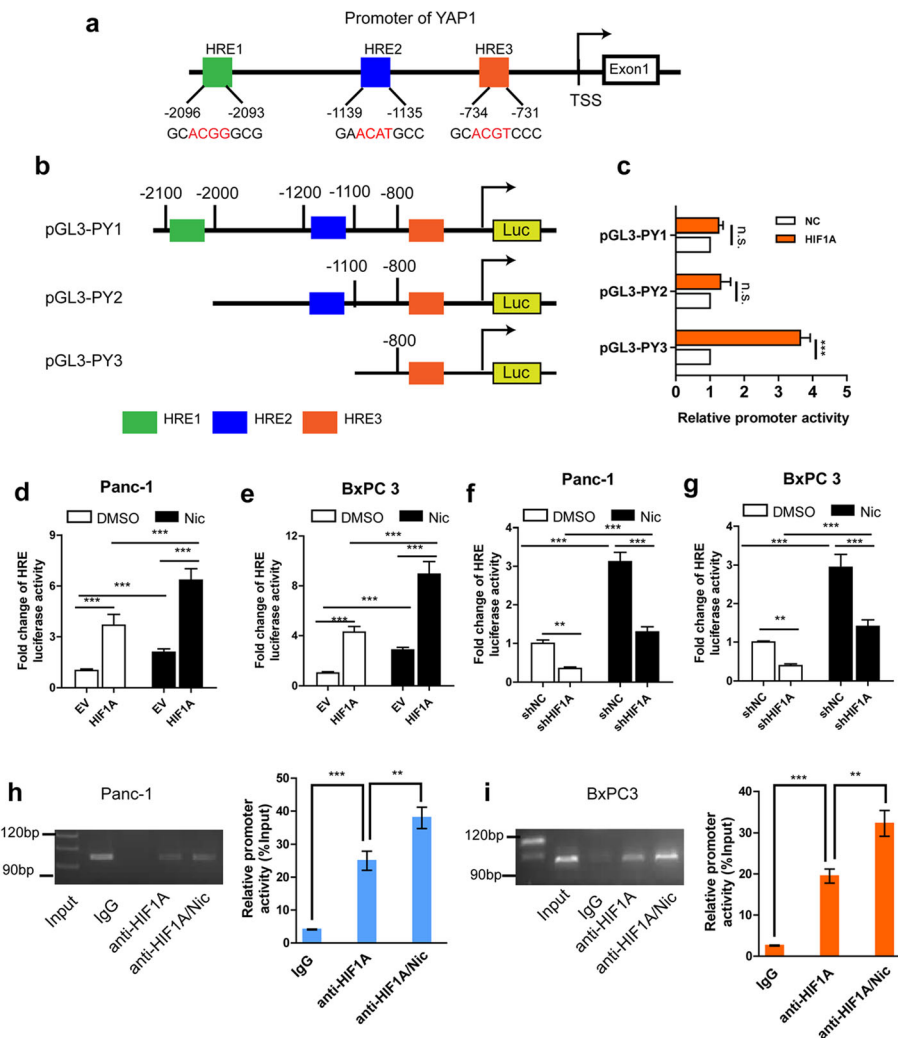 a
Promoter of YAP1
HRE1 HRE2 HRE3
Exon1
TSS
-2096 -2093 -1139 -1135 -734 -731
GCACGGGCG GAACATGCC GCACGTCCC
b
-2100 -2000 -1200 -1100 -800
pGL3-PY1 Luc
-1100 -800
pGL3-PY2 Luc
-800
pGL3-PY3 Luc
HRE1 HRE2 HRE3
c
NC
HIF1A
pGL3-PY1 n.s.
pGL3-PY2 n.s.
pGL3-PY3 ***
0 1 2 3 4 5
Relative promoter activity
d
Panc-1
DMSO Nic
Fold change of HRE
luciferase activity
9
6
3
0
***
***
***
***
EV HIF1A EV HIF1A
e
BxPC 3
DMSO Nic
Fold change of HRE
luciferase activity
12
8
4
0
***
***
***
***
EV HIF1A EV HIF1A
f
Panc-1
DMSO Nic
Fold change of HRE
luciferase activity
4
3
2
1
0
***
*** ***
**
shNC shHIF1A shNC shHIF1A
g
BxPC 3
DMSO Nic
Fold change of HRE
luciferase activity
4
3
2
1
0
***
*** ***
**
shNC shHIF1A shNC shHIF1A
h
Panc-1
120bp
90bp
Input IgG anti-HIF1A anti-HIF1A/Nic
Relative promoter
activity (%Input)
50
40
30
20
10
0
*** **
IgG anti-HIF1A anti-HIF1A/Nic
i
BxPC3
120bp
90bp
Input IgG anti-HIF1A anti-HIF1A/Nic
Relative promoter
activity (%Input)
40
30
20
10
0
*** **
IgG anti-HIF1A anti-HIF1A/Nic